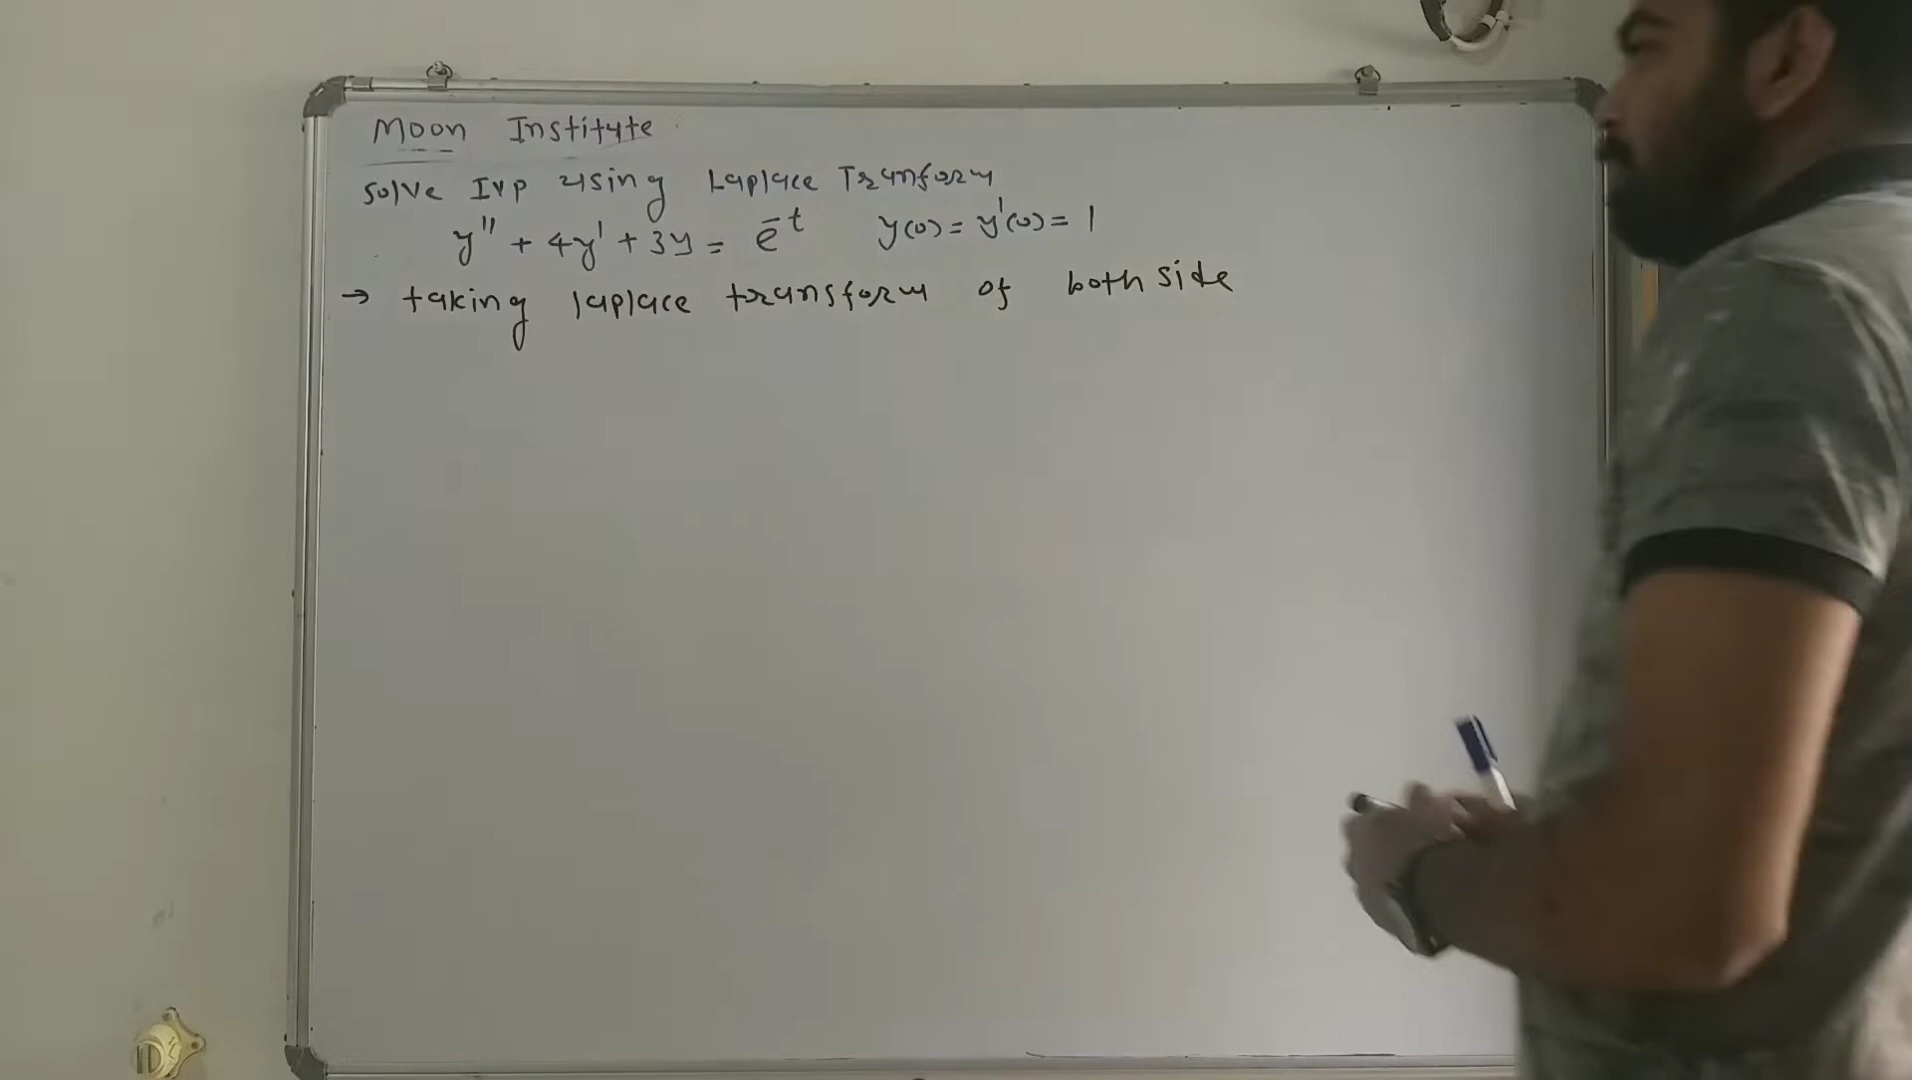 Moon Institute
Solve IVP using Laplace Transform
y'' + 4y' + 3y = e^-t y(0) = y'(0) = 1
→ taking laplace transform of both side